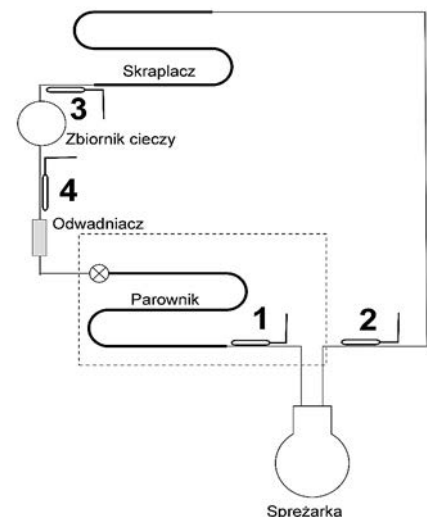 Skraplacz
3
Zbiornik cieczy
4
Odwadniacz
Parownik
1
2
Sprężarka